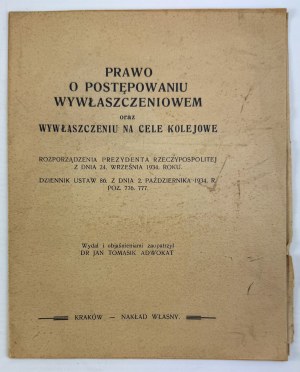 PRAWO
O POSTĘPOWANIU
WYWŁASZCZENIOWEM
oraz
WYWŁASZCZENIU NA CELE KOLEJOWE
ROZPORZĄDZENIA PREZYDENTA RZECZYPOSPOLITEJ
Z DNIA 24. WRZEŚNIA 1934. ROKU.
DZIENNIK USTAW 86. Z DNIA 2. PAŹDZIERNIKA 1934. R.
POZ. 776. 777.
Wydał i objaśnieniami zaopatrzył
DR JAN TOMASIK ADWOKAT
KRAKÓW — NAKŁAD WŁASNY.